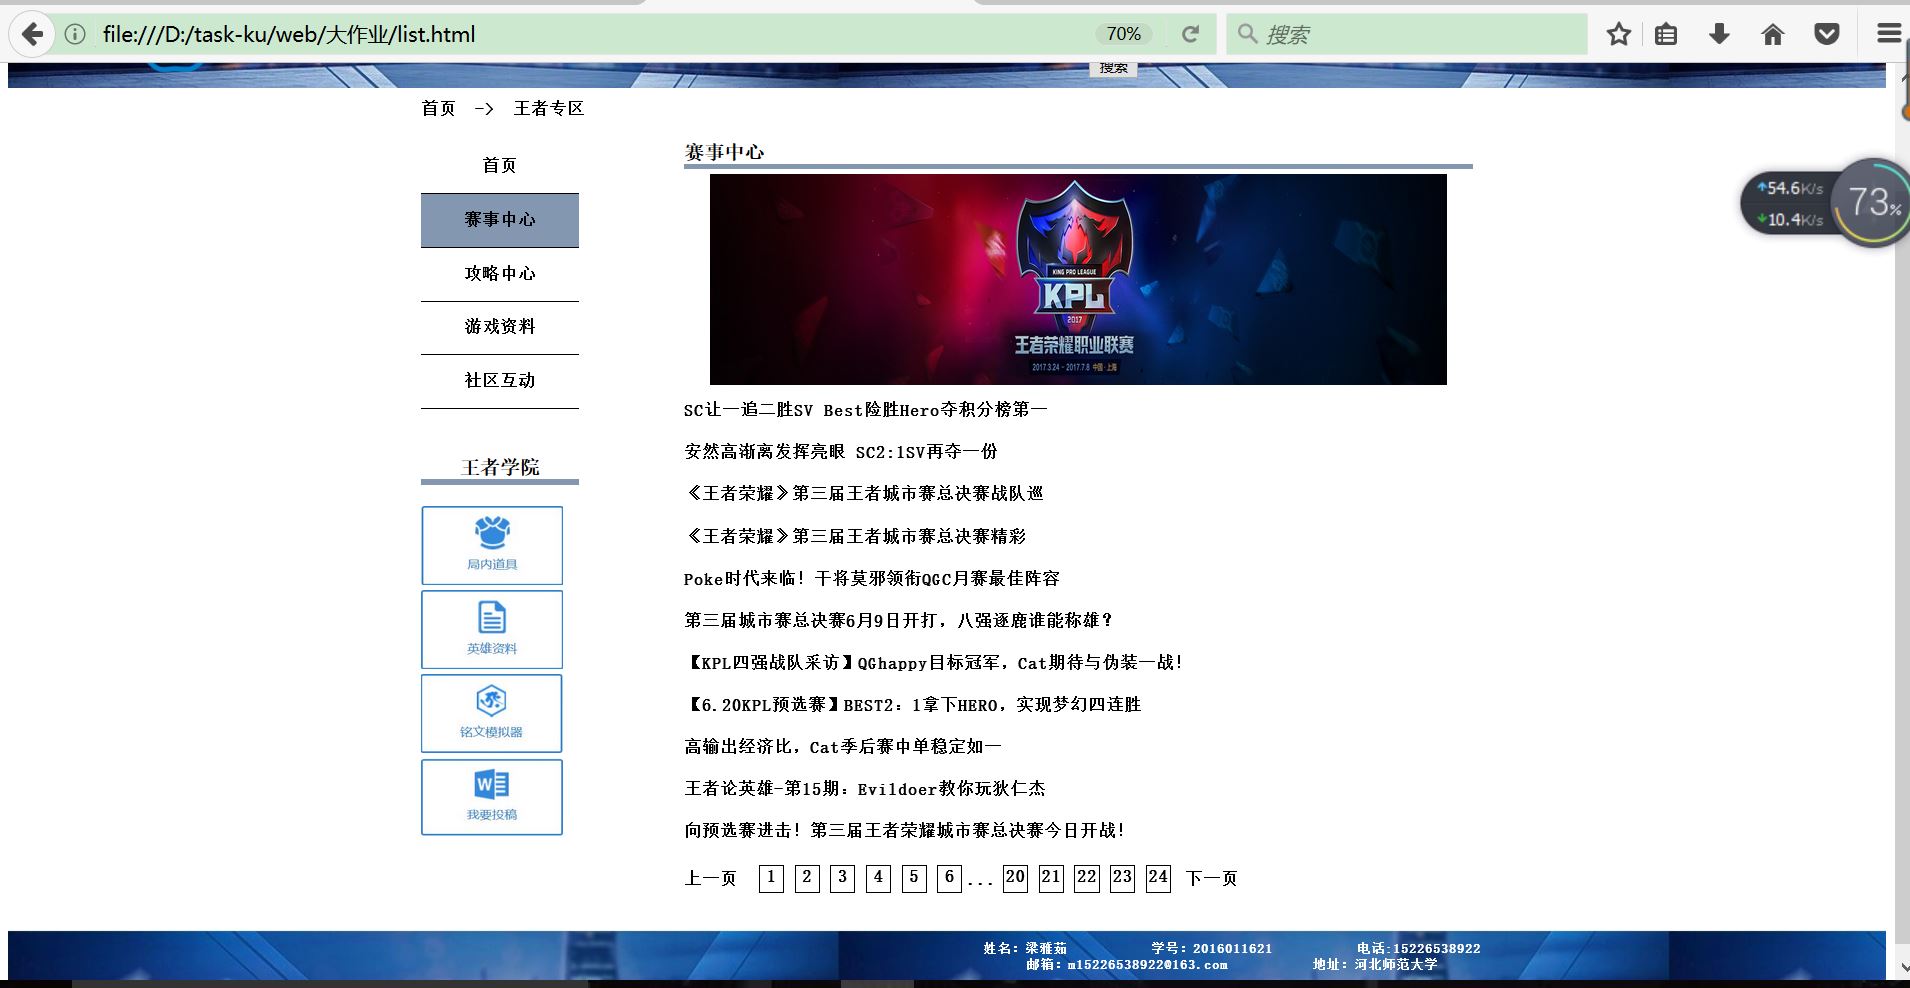 file:///D:/task-ku/web/大作业/list.html
70%
搜索
搜索
首页 -> 王者专区
首页
赛事中心
攻略中心
游戏资料
社区互动
王者学院
局内道具
英雄资料
铭文模拟器
我要投稿
赛事中心
KING PRO LEAGUE
KPL
2017
王者荣耀职业联赛
2017.3.24 - 2017.7.8 中国·上海
SC让一追二胜SV Best险胜Hero夺积分榜第一
安然高渐离发挥亮眼 SC2:1SV再夺一份
《王者荣耀》第三届王者城市赛总决赛战队巡
《王者荣耀》第三届王者城市赛总决赛精彩
Poke时代来临！干将莫邪领衔QGC月赛最佳阵容
第三届城市赛总决赛6月9日开打，八强逐鹿谁能称雄？
【KPL四强战队采访】QGhappy目标冠军，Cat期待与伪装一战！
【6.20KPL预选赛】BEST2：1拿下HERO，实现梦幻四连胜
高输出经济比，Cat季后赛中单稳定如一
王者论英雄-第15期：Evildoer教你玩狄仁杰
向预选赛进击！第三届王者荣耀城市赛总决赛今日开战！
上一页 1 2 3 4 5 6 ... 20 21 22 23 24 下一页
54.6K/s
10.4K/s
73%
姓名：梁雅茹 学号：2016011621 电话:15226538922
邮箱：m15226538922@163.com 地址：河北师范大学